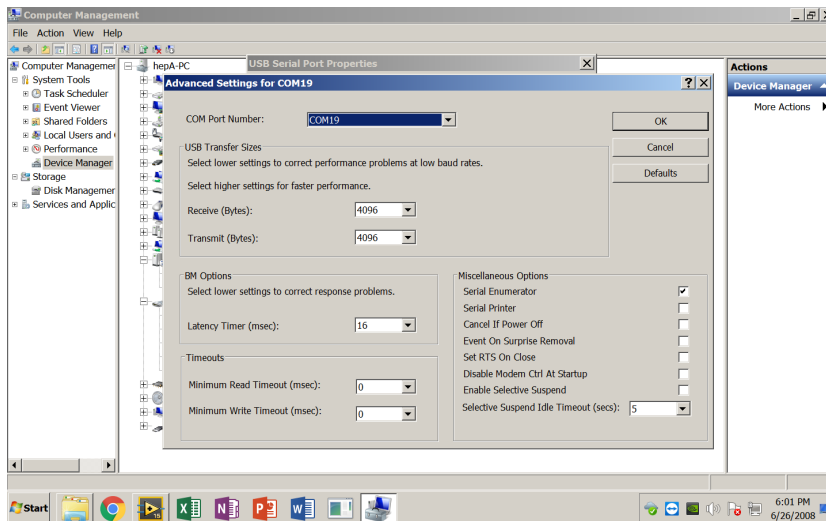 Computer Management
File Action View Help
Computer Managemer
System Tools
Task Scheduler
Event Viewer
Shared Folders
Local Users and
Performance
Device Manager
Storage
Disk Managemer
Services and Applic
hepA-PC
USB Serial Port Properties
Advanced Settings for COM19
COM Port Number: COM19
OK
Cancel
Defaults
USB Transfer Sizes
Select lower settings to correct performance problems at low baud rates.
Select higher settings for faster performance.
Receive (Bytes): 4096
Transmit (Bytes): 4096
BM Options
Select lower settings to correct response problems.
Latency Timer (msec): 16
Timeouts
Minimum Read Timeout (msec): 0
Minimum Write Timeout (msec): 0
Miscellaneous Options
Serial Enumerator
Serial Printer
Cancel If Power Off
Event On Surprise Removal
Set RTS On Close
Disable Modem Ctrl At Startup
Enable Selective Suspend
Selective Suspend Idle Timeout (secs): 5
Actions
Device Manager
More Actions
Start
6:01 PM
6/26/2008